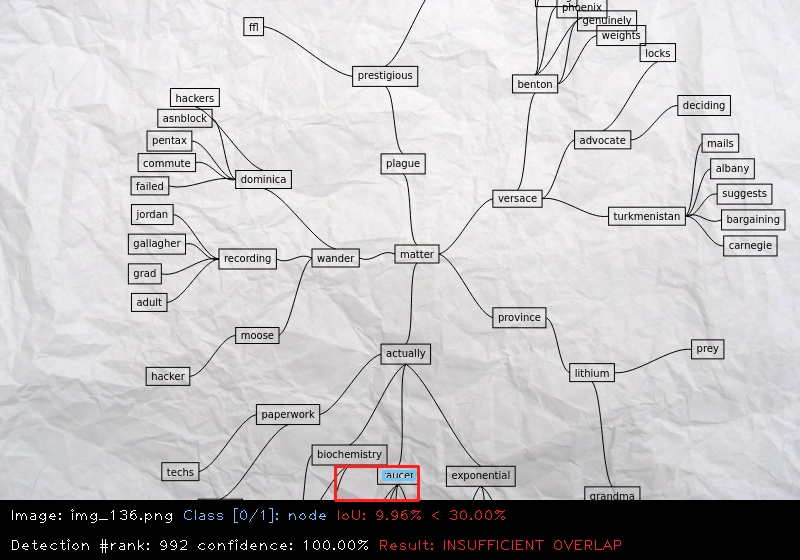 phoenix
genuinely
ffl
weights
locks
prestigious
benton
hackers
deciding
asnblock
pentax
advocate
mails
commute
plague
albany
failed
dominica
suggests
versace
jordan
turkmenistan
bargaining
gallagher
carnegie
recording
wander
matter
grad
adult
province
moose
actually
prey
hacker
lithium
paperwork
biochemistry
techs
exponential
grandma
Image: img_136.png Class [0/1]: node IoU: 9.96% < 30.00%
Detection #rank: 992 confidence: 100.00% Result: INSUFFICIENT OVERLAP